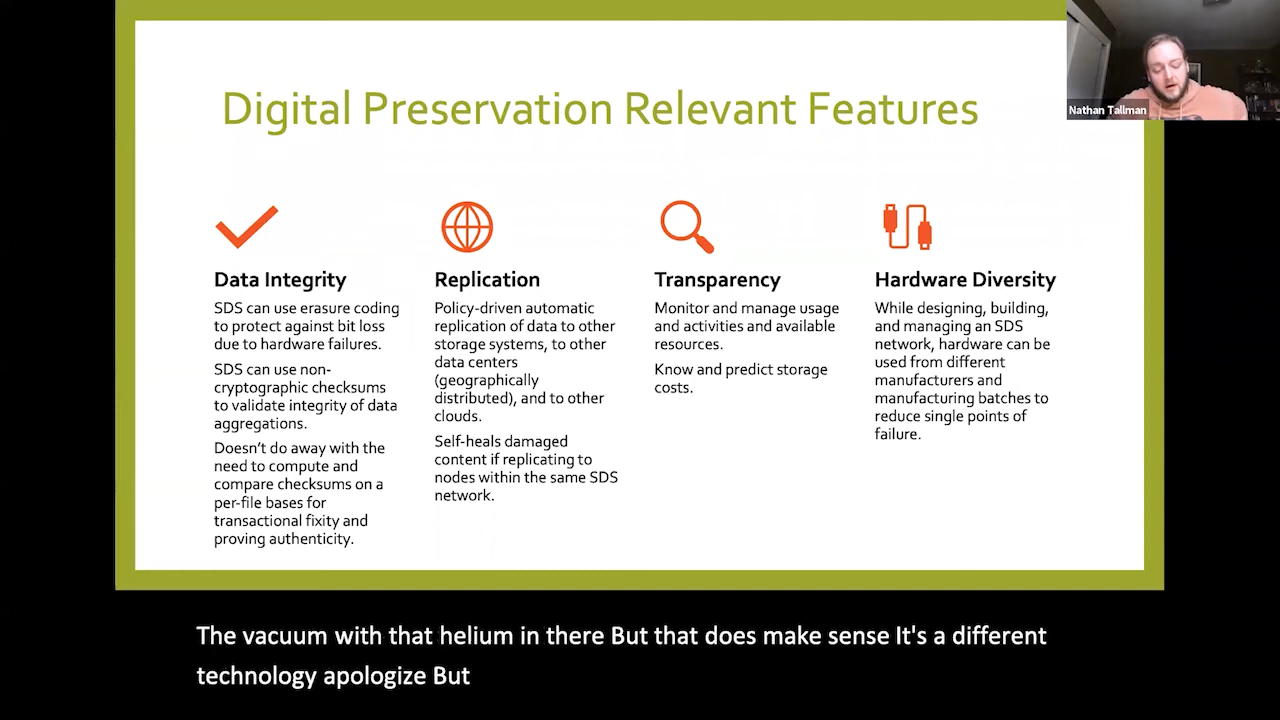 Digital Preservation Relevant Features
Nathan Tallman
Data Integrity
SDS can use erasure coding
to protect against bit loss
due to hardware failures.
SDS can use non-
cryptographic checksums
to validate integrity of data
aggregations.
Doesn't do away with the
need to compute and
compare checksums on a
per-file bases for
transactional fixity and
proving authenticity.
Replication
Policy-driven automatic
replication of data to other
storage systems, to other
data centers
(geographically
distributed), and to other
clouds.
Self-heals damaged
content if replicating to
nodes within the same SDS
network.
Transparency
Monitor and manage usage
and activities and available
resources.
Know and predict storage
costs.
Hardware Diversity
While designing, building,
and managing an SDS
network, hardware can be
used from different
manufacturers and
manufacturing batches to
reduce single points of
failure.
The vacuum with that helium in there But that does make sense It's a different
technology apologize But